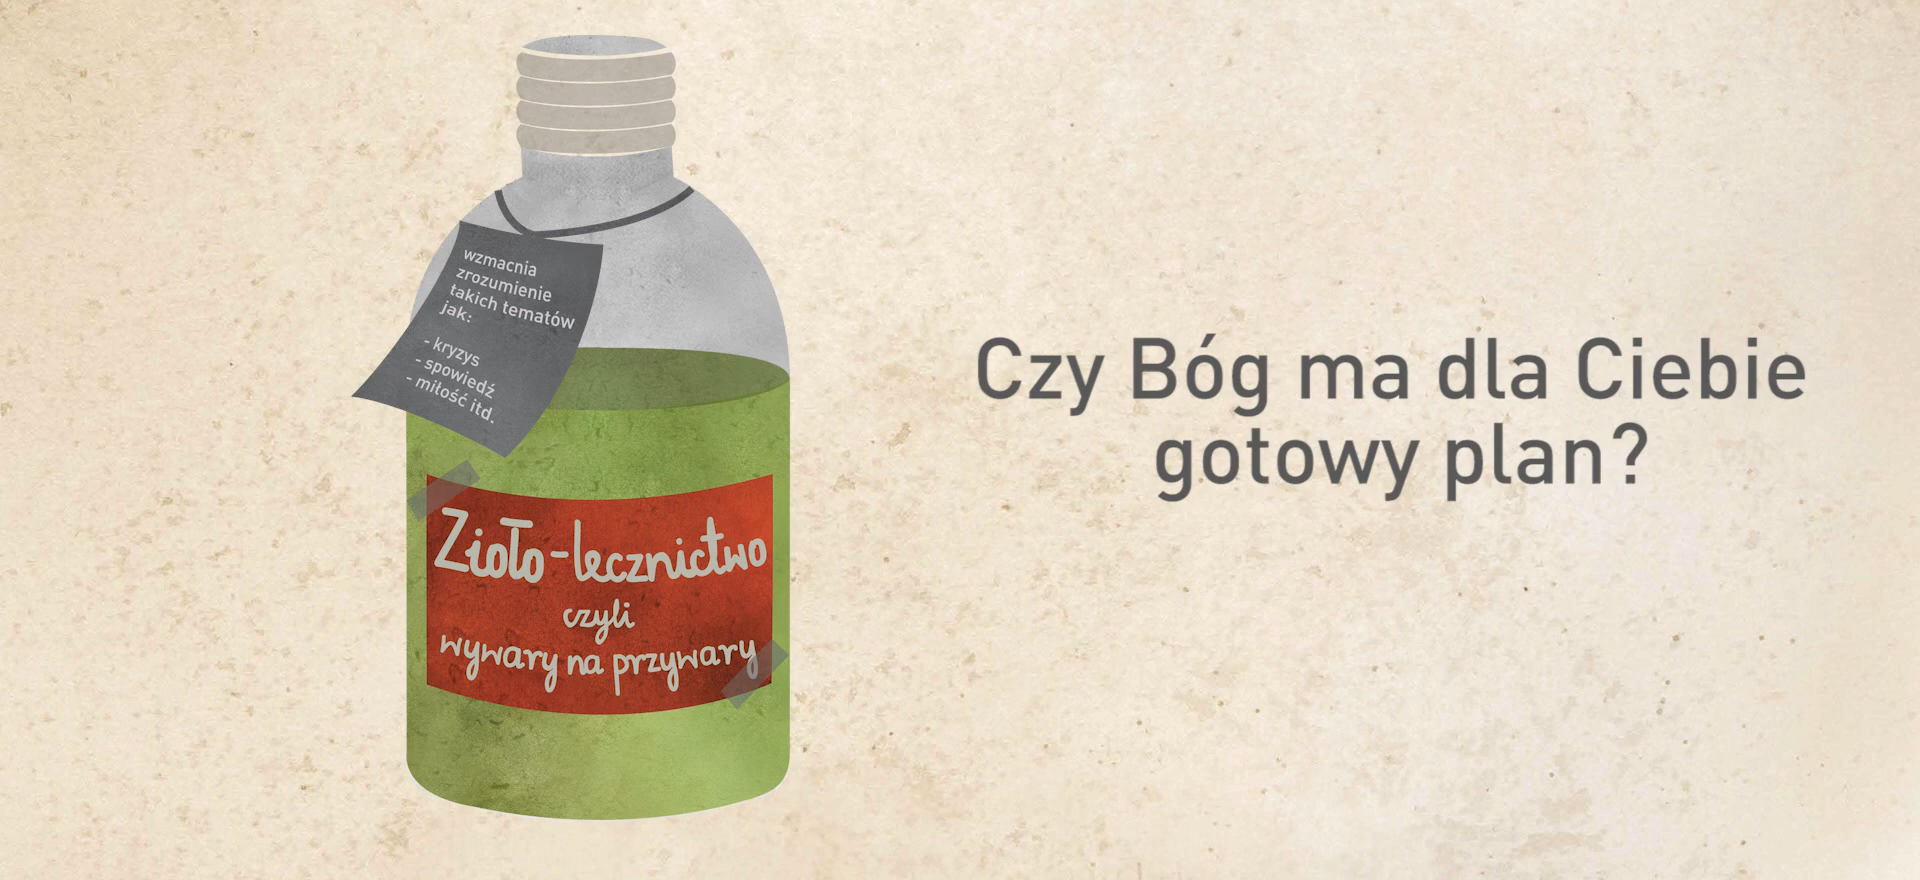 wzmacnia
zrozumienie
takich tematów
jak:
- kryzys
- spowiedź
- miłość itd.
Zioło-lecznictwo
czyli
wywary na przywary
Czy Bóg ma dla Ciebie
gotowy plan?